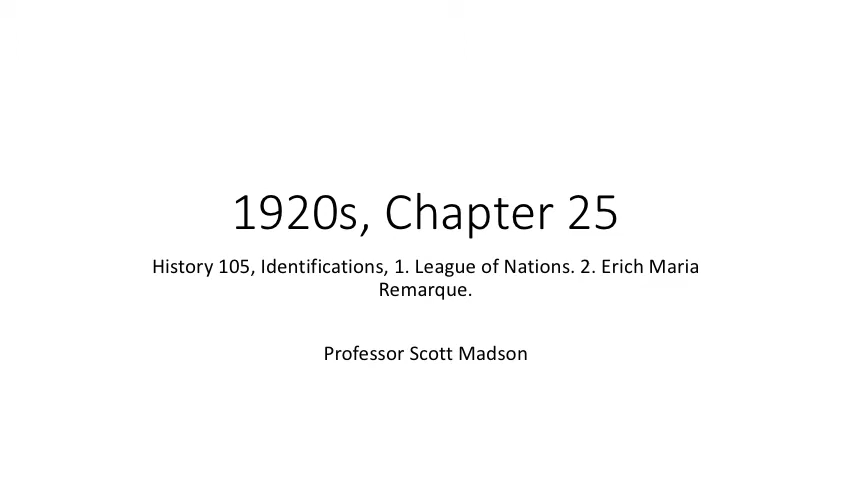 1920s, Chapter 25
History 105, Identifications, 1. League of Nations. 2. Erich Maria
Remarque.
Professor Scott Madson